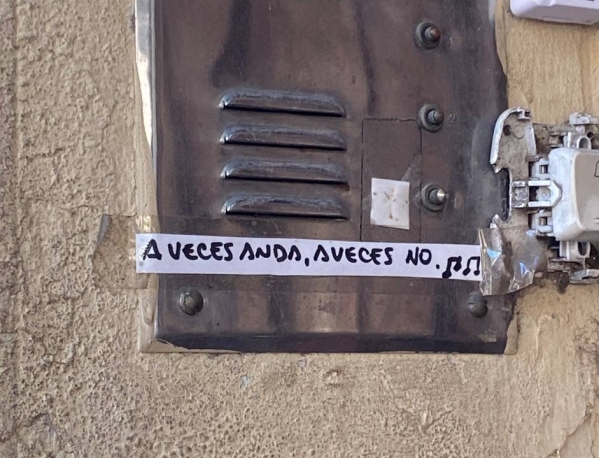 A VECES ANDA, A VECES NO. ♫♫